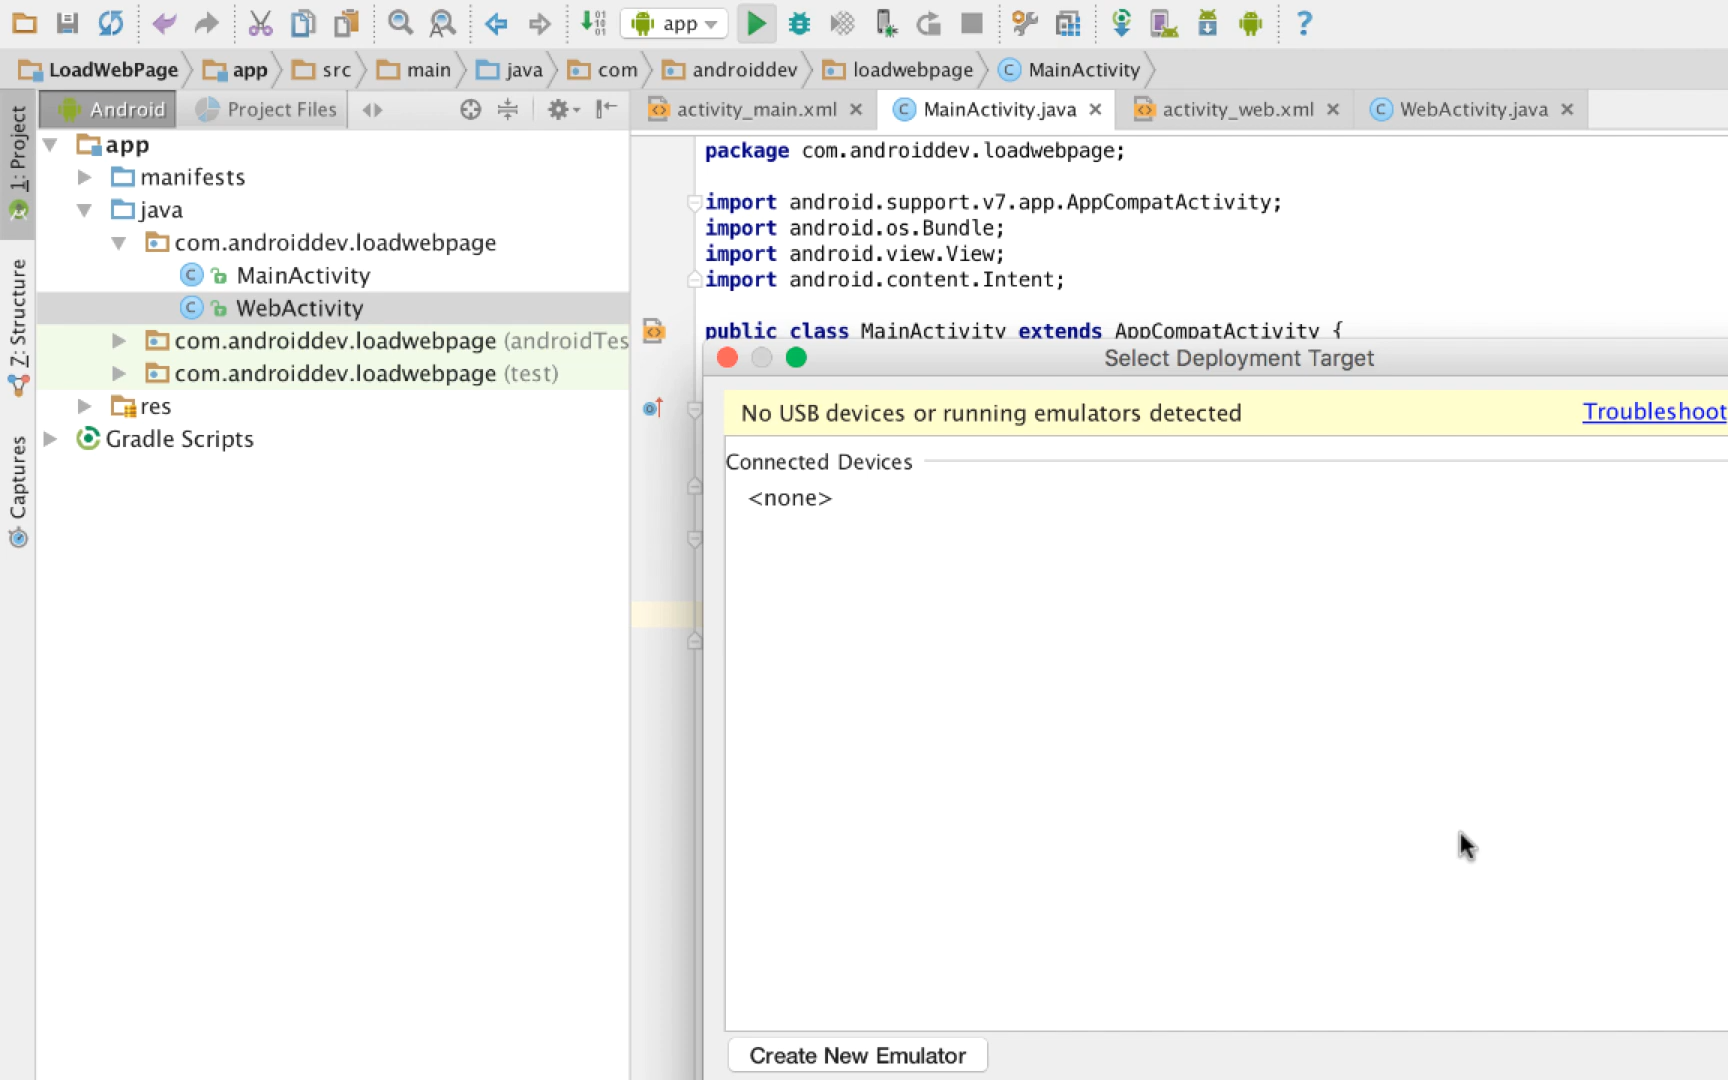 app
LoadWebPage app src main java com androiddev loadwebpage MainActivity
Android Project Files
activity_main.xml MainActivity.java activity_web.xml WebActivity.java
1: Project
Z: Structure
Captures
app
manifests
java
com.androiddev.loadwebpage
MainActivity
WebActivity
com.androiddev.loadwebpage (androidTes
com.androiddev.loadwebpage (test)
res
Gradle Scripts
package com.androiddev.loadwebpage;
import android.support.v7.app.AppCompatActivity;
import android.os.Bundle;
import android.view.View;
import android.content.Intent;
public class MainActivity extends AppCompatActivity {
Select Deployment Target
No USB devices or running emulators detected Troubleshoot
Connected Devices
<none>
Create New Emulator